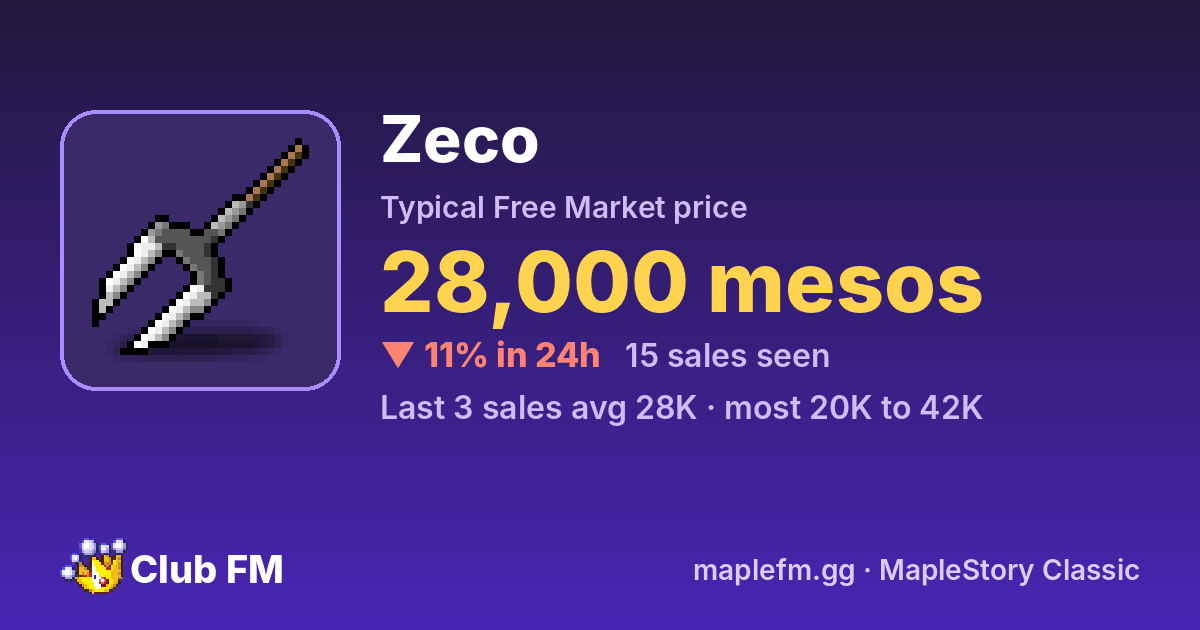 Zeco
Typical Free Market price
28,000 mesos
▼ 11% in 24h 15 sales seen
Last 3 sales avg 28K · most 20K to 42K
Club FM
maplefm.gg · MapleStory Classic